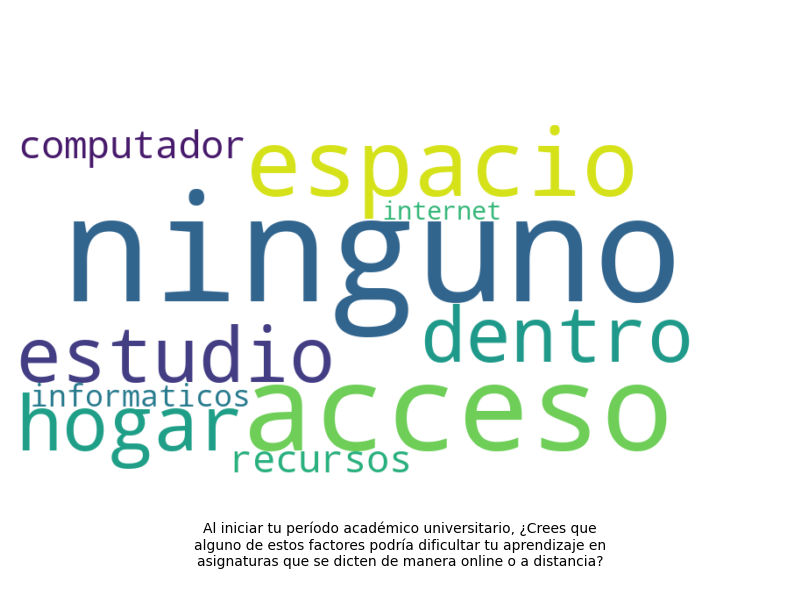 computador
espacio
internet
ninguno
dentro
estudio
informaticos
acceso
hogar
recursos
Al iniciar tu período académico universitario, ¿Crees que
alguno de estos factores podría dificultar tu aprendizaje en
asignaturas que se dicten de manera online o a distancia?